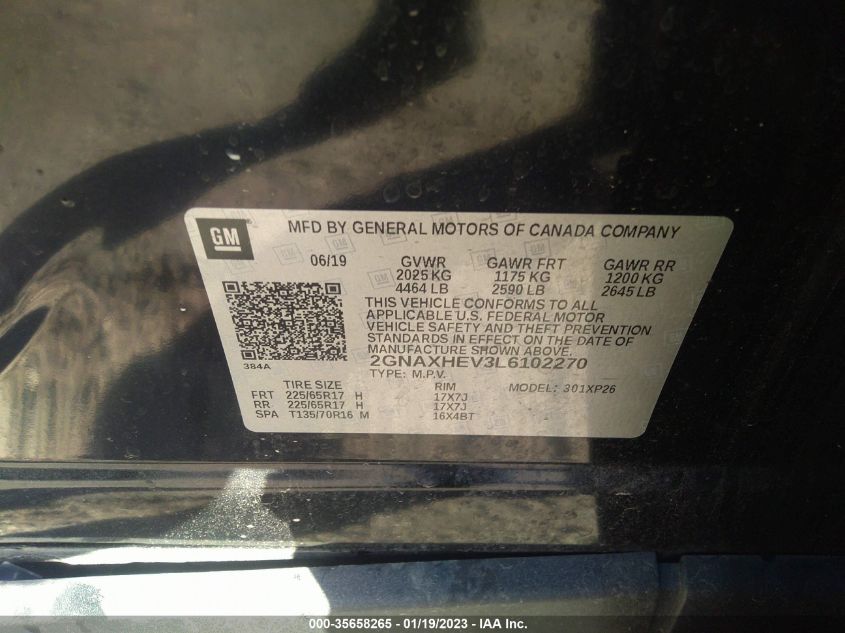 GM
MFD BY GENERAL MOTORS OF CANADA COMPANY
06/19 GVWR GAWR FRT GAWR RR
2025 KG 1175 KG 1200 KG
4464 LB 2590 LB 2645 LB
THIS VEHICLE CONFORMS TO ALL
APPLICABLE U.S. FEDERAL MOTOR
VEHICLE SAFETY AND THEFT PREVENTION
STANDARDS IN EFFECT ON THE DATE OF
MANUFACTURE SHOWN ABOVE.
384A
2GNAXHEV3L6102270
TYPE: M.P.V. MODEL: 301XP26
TIRE SIZE RIM
FRT 225/65R17 H 17X7J
RR 225/65R17 H 17X7J
SPA T135/70R16 M 16X4BT
000-35658265 - 01/19/2023 - IAA Inc.